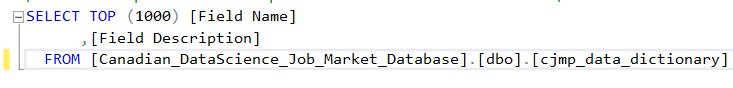 SELECT TOP (1000) [Field Name]
,[Field Description]
FROM [Canadian_DataScience_Job_Market_Database].[dbo].[cjmp_data_dictionary]